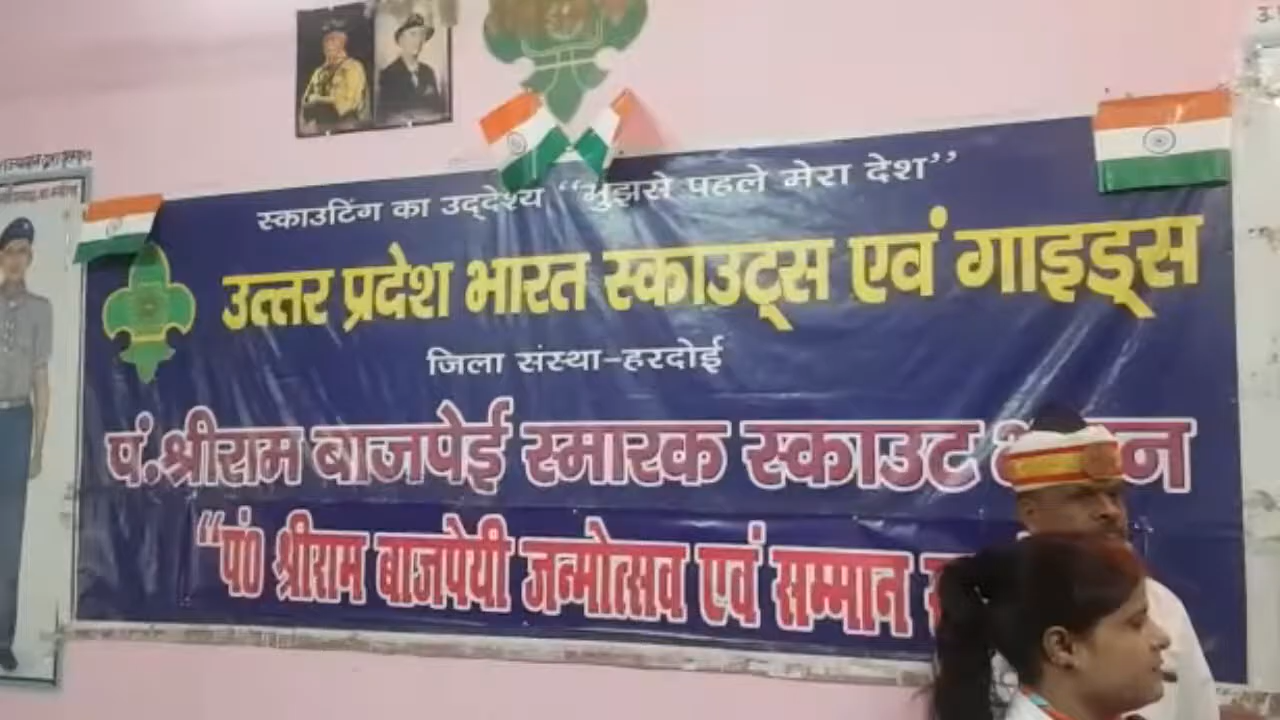 स्काउटिंग का उद्देश्य “मुझसे पहले मेरा देश”
उत्तर प्रदेश भारत स्काउट्स एवं गाइड्स
जिला संस्था-हरदोई
पं.श्रीराम बाजपेई स्मारक स्काउट
“पं0 श्रीराम बाजपेयी जन्मोत्सव एवं सम्मान